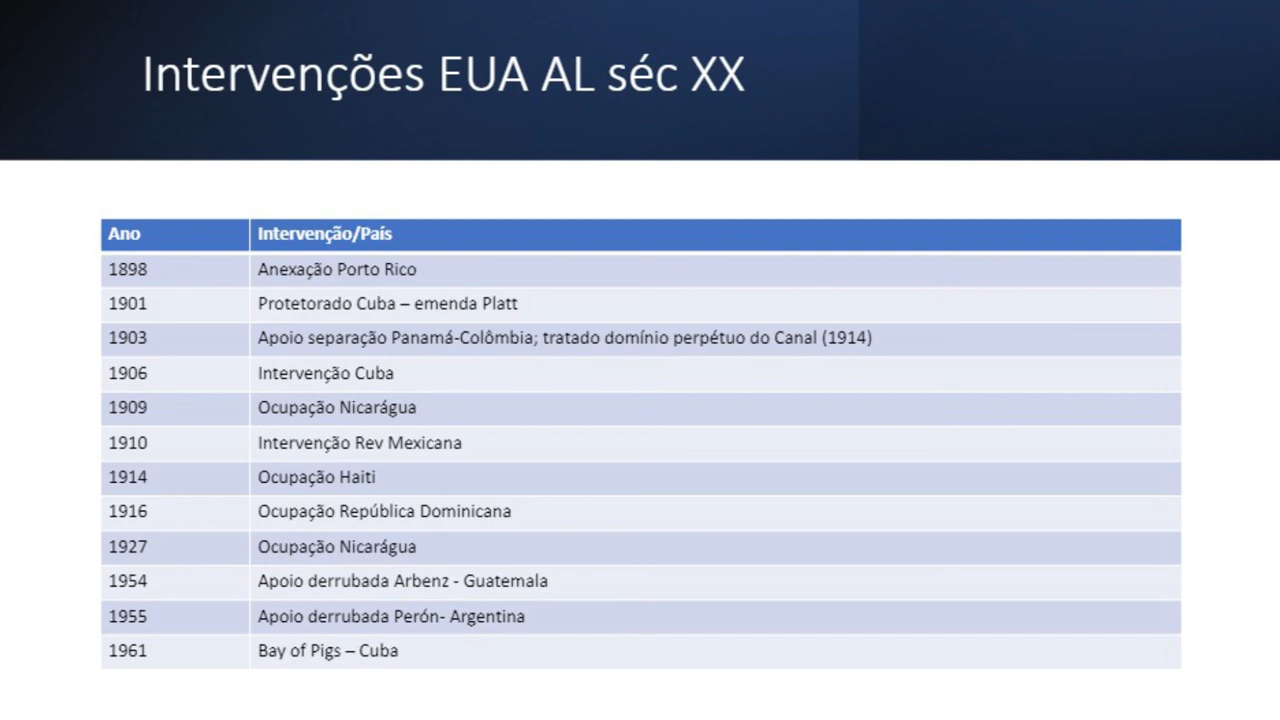 Intervenções EUA AL séc XX
Ano Intervenção/País
1898 Anexação Porto Rico
1901 Protetorado Cuba – emenda Platt
1903 Apoio separação Panamá-Colômbia; tratado domínio perpétuo do Canal (1914)
1906 Intervenção Cuba
1909 Ocupação Nicarágua
1910 Intervenção Rev Mexicana
1914 Ocupação Haiti
1916 Ocupação República Dominicana
1927 Ocupação Nicarágua
1954 Apoio derrubada Arbenz - Guatemala
1955 Apoio derrubada Perón- Argentina
1961 Bay of Pigs – Cuba